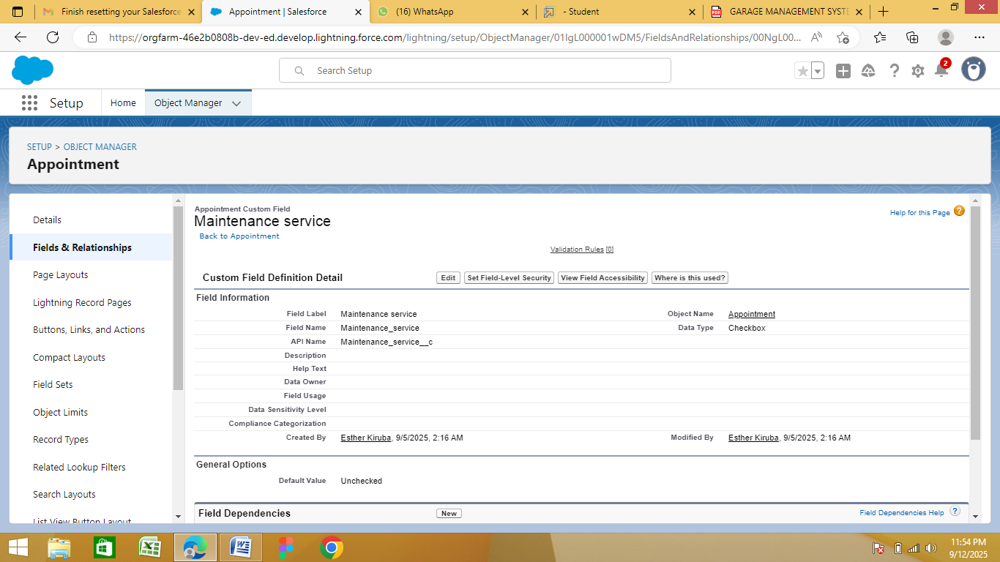 Finish resetting your Salesforce
Appointment | Salesforce
(16) WhatsApp
- Student
PDF
GARAGE MANAGEMENT SYSTE
https://orgfarm-46e2b0808b-dev-ed.develop.lightning.force.com/lightning/setup/ObjectManager/01IgL000001wDM5/FieldsAndRelationships/00NgL00...
Search Setup
2
Setup
Home
Object Manager
SETUP > OBJECT MANAGER
Appointment
Details
Fields & Relationships
Page Layouts
Lightning Record Pages
Buttons, Links, and Actions
Compact Layouts
Field Sets
Object Limits
Record Types
Related Lookup Filters
Search Layouts
List View Button Layout
Appointment Custom Field
Maintenance service
Back to Appointment
Help for this Page ?
Validation Rules [0]
Custom Field Definition Detail
Edit
Set Field-Level Security
View Field Accessibility
Where is this used?
Field Information
Field Label Maintenance service Object Name Appointment
Field Name Maintenance_service Data Type Checkbox
API Name Maintenance_service__c
Description
Help Text
Data Owner
Field Usage
Data Sensitivity Level
Compliance Categorization
Created By Esther Kiruba, 9/5/2025, 2:16 AM Modified By Esther Kiruba, 9/5/2025, 2:16 AM
General Options
Default Value Unchecked
Field Dependencies
New
Field Dependencies Help ?
11:54 PM
9/12/2025